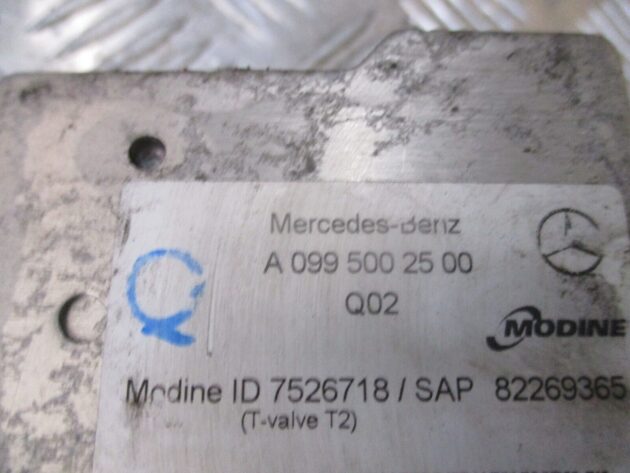 Mercedes-Benz
A 099 500 25 00
Q02
MODINE
Modine ID 7526718 / SAP 82269365
(T-valve T2)